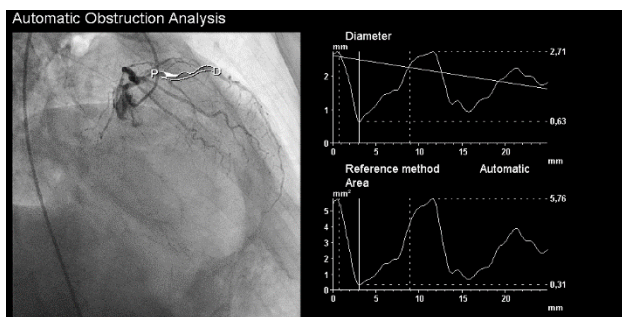 Automatic Obstruction Analysis
P D
Diameter
mm
2,71
2
1
0,63
0
0 5 10 15 20
mm
Reference method Automatic
Area
mm²
5,76
5
4
3
2
1
0,31
0
0 5 10 15 20
mm